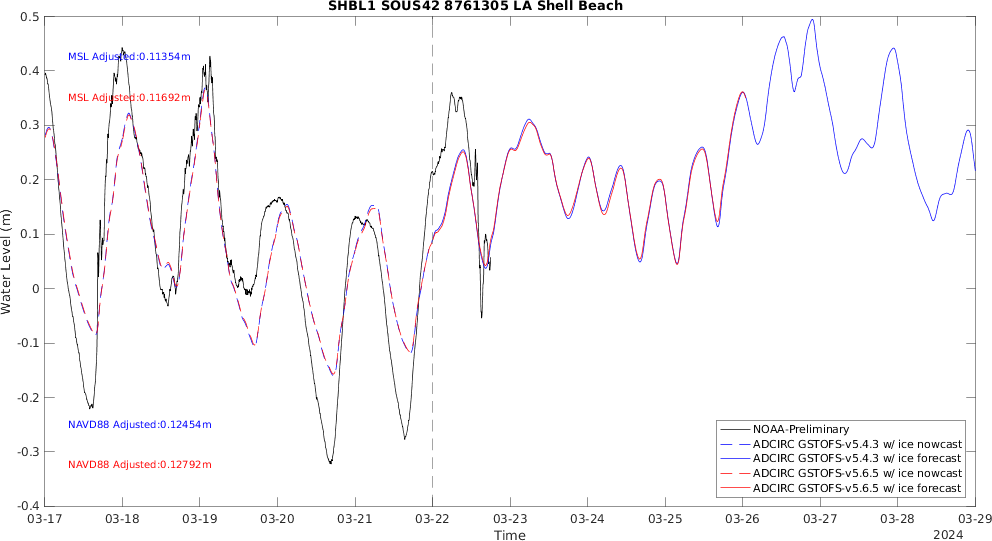 SHBL1 SOUS42 8761305 LA Shell Beach
0.5
0.4
0.3
0.2
0.1
0
-0.1
-0.2
-0.3
-0.4
Water Level (m)
MSL Adjusted:0.11354m
MSL Adjusted:0.11692m
NAVD88 Adjusted:0.12454m
NAVD88 Adjusted:0.12792m
NOAA-Preliminary
ADCIRC GSTOFS-v5.4.3 w/ ice nowcast
ADCIRC GSTOFS-v5.4.3 w/ ice forecast
ADCIRC GSTOFS-v5.6.5 w/ ice nowcast
ADCIRC GSTOFS-v5.6.5 w/ ice forecast
03-17 03-18 03-19 03-20 03-21 03-22 03-23 03-24 03-25 03-26 03-27 03-28 03-29
Time
2024